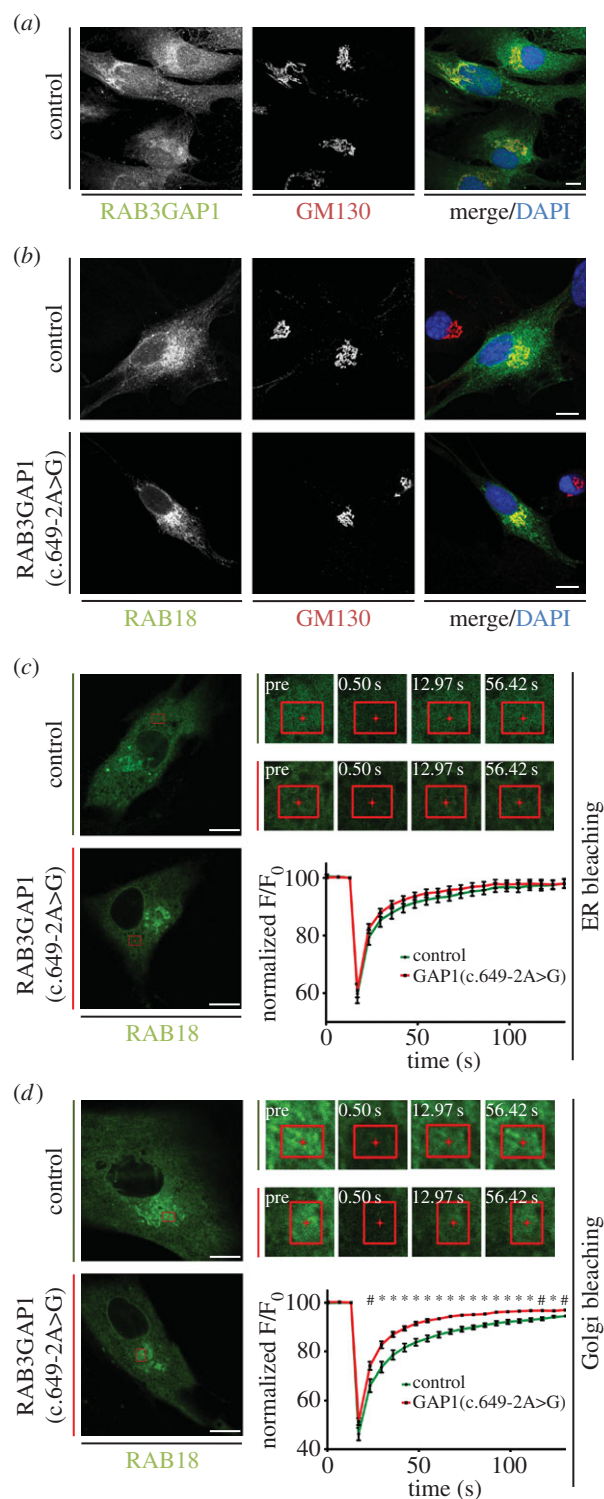 (a)
control
RAB3GAP1
GM130
merge/DAPI
(b)
control
RAB3GAP1
(c.649-2A>G)
RAB18
GM130
merge/DAPI
(c)
control
RAB3GAP1
(c.649-2A>G)
RAB18
pre
0.50 s
12.97 s
56.42 s
pre
0.50 s
12.97 s
56.42 s
normalized F/F0
100
80
60
control
GAP1(c.649-2A>G)
0
50
100
time (s)
ER bleaching
(d)
control
RAB3GAP1
(c.649-2A>G)
RAB18
pre
0.50 s
12.97 s
56.42 s
pre
0.50 s
12.97 s
56.42 s
normalized F/F0
# * * * * * * * * * * * * * * * * # * #
100
80
60
40
control
GAP1(c.649-2A>G)
0
50
100
time (s)
Golgi bleaching